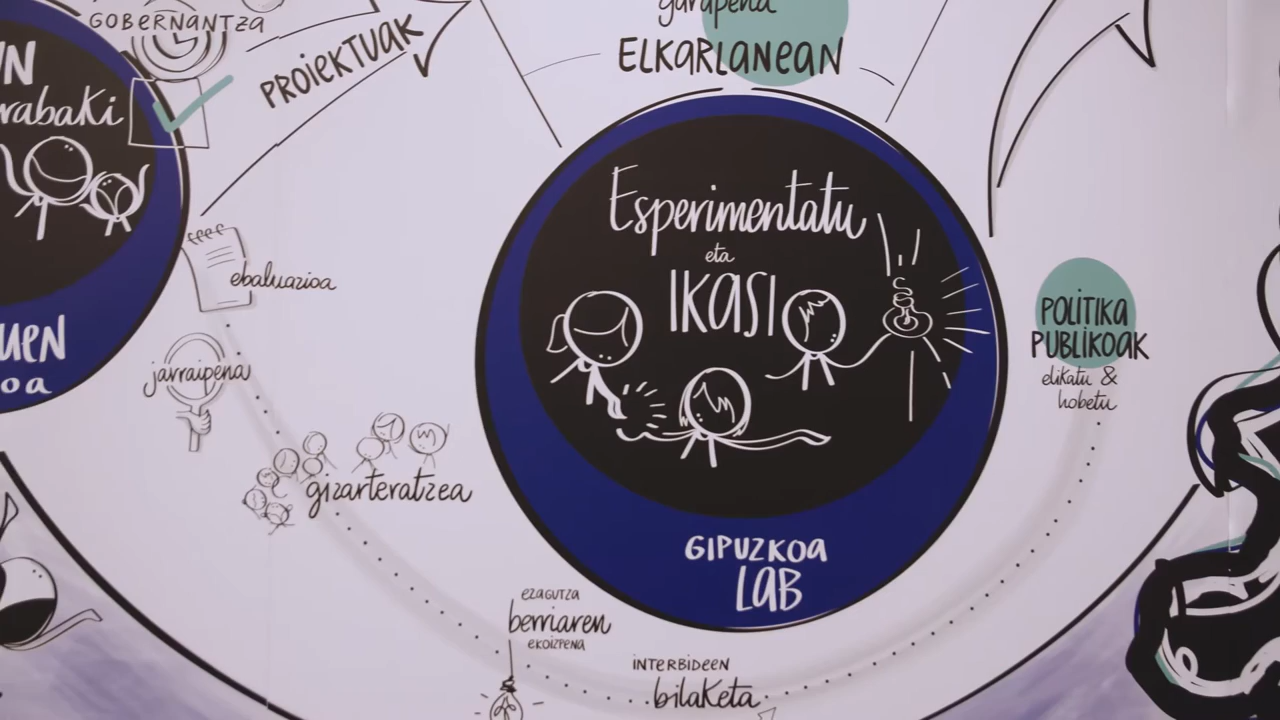 GOBERNANTZA
PROIEKTUAK
garapena
ELKARLANEAN
Esperimentatu
eta
IKASI
GIPUZKOA
LAB
ebaluazioa
jarraipena
gizarteratzea
ezagutza
berriaren
ekoizpena
INTERBIDEEN
bilaketa
POLITIKA
PUBLIKOAK
elikatu &
hobetu